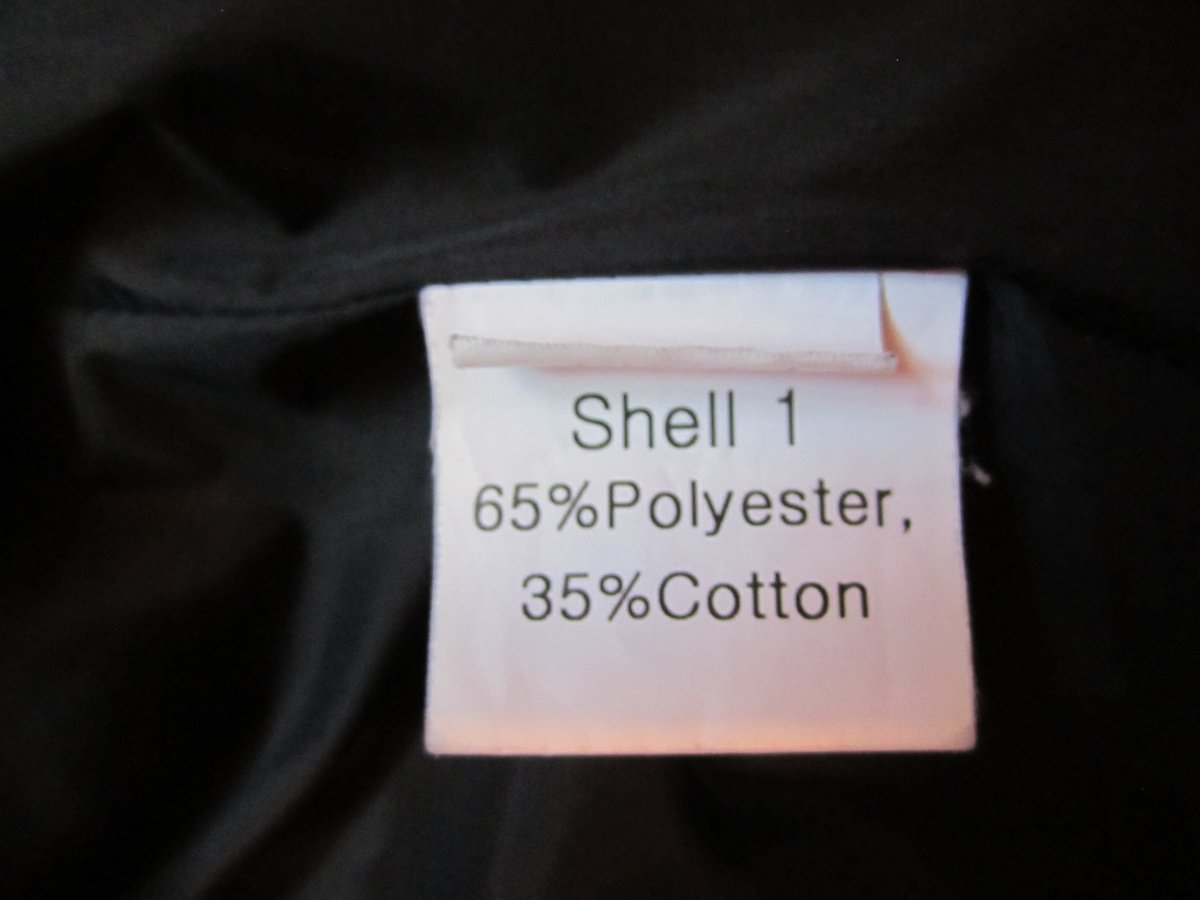 Shell 1
65%Polyester,
35%Cotton